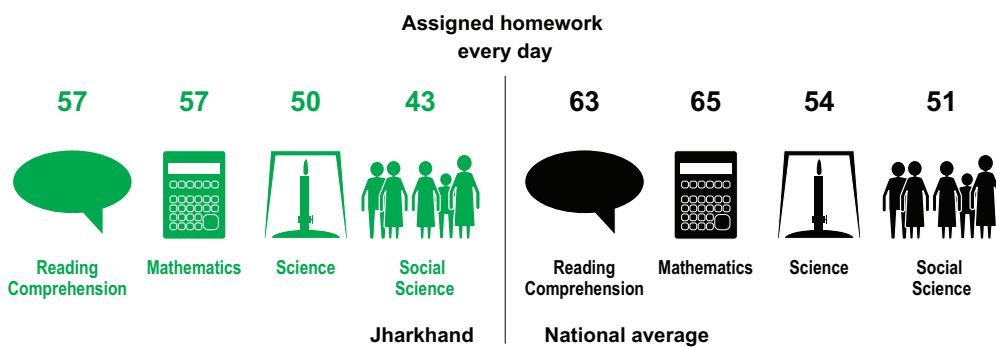 Assigned homework
every day
57 57 50 43 63 65 54 51
Reading Comprehension Mathematics Science Social Science Reading Comprehension Mathematics Science Social Science
Jharkhand National average